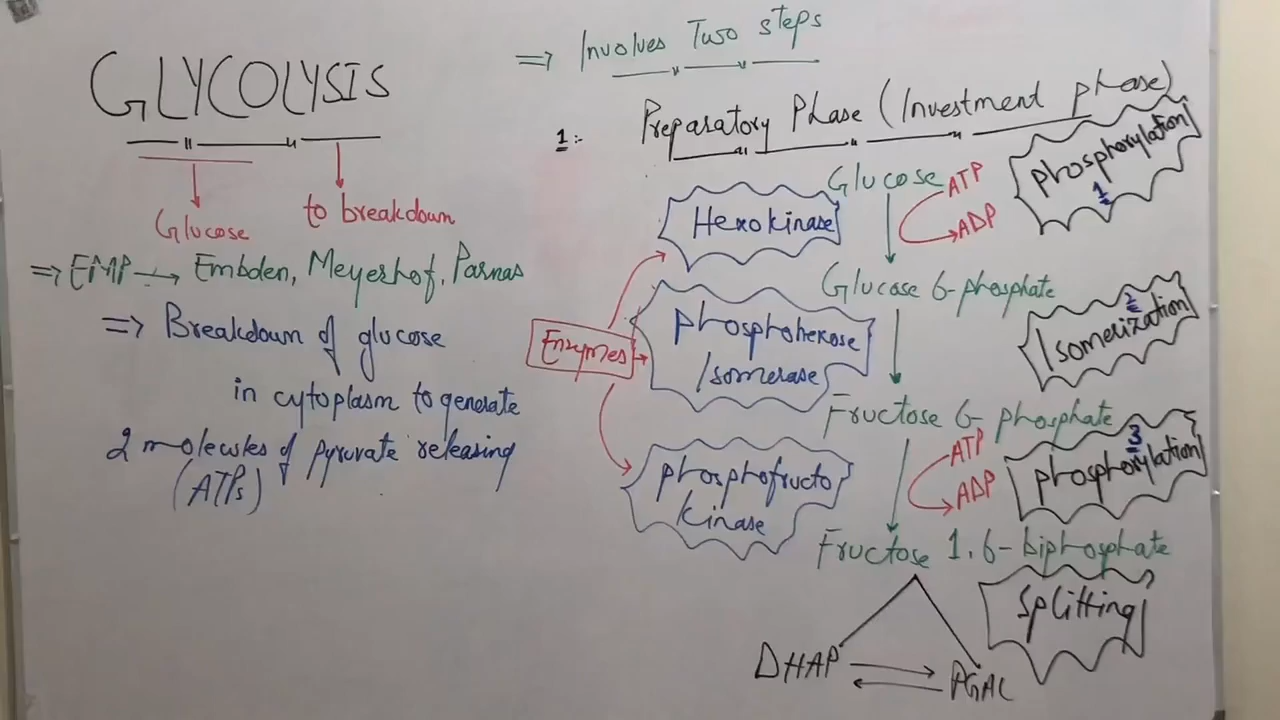 GLYCOLYSIS
Glucose
to breakdown
⇒ EMP → Embden, Meyerhof, Parnas
⇒ Breakdown of glucose
in cytoplasm to generate
2 molecules of pyruvate releasing
(ATPs)
⇒ Involves Two steps
1:- Preparatory Phase (Investment phase)
Glucose
ATP
ADP
Phosphorylation
1
Hexokinase
Glucose 6-phosphate
Enzymes
Phosphohexose
Isomerase
2
Isomerization
Fructose 6-phosphate
ATP
ADP
3
Phosphorylation
Phosphofructo
kinase
Fructose 1,6-biphosphate
Splitting
DHAP
PGAL